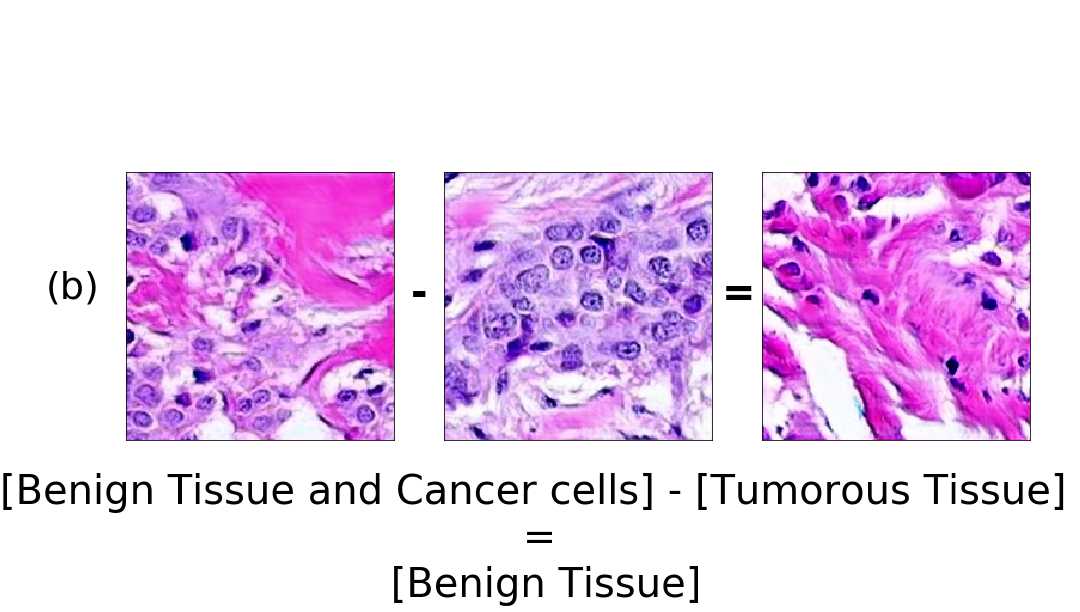 (b) - =
[Benign Tissue and Cancer cells] - [Tumorous Tissue]
=
[Benign Tissue]